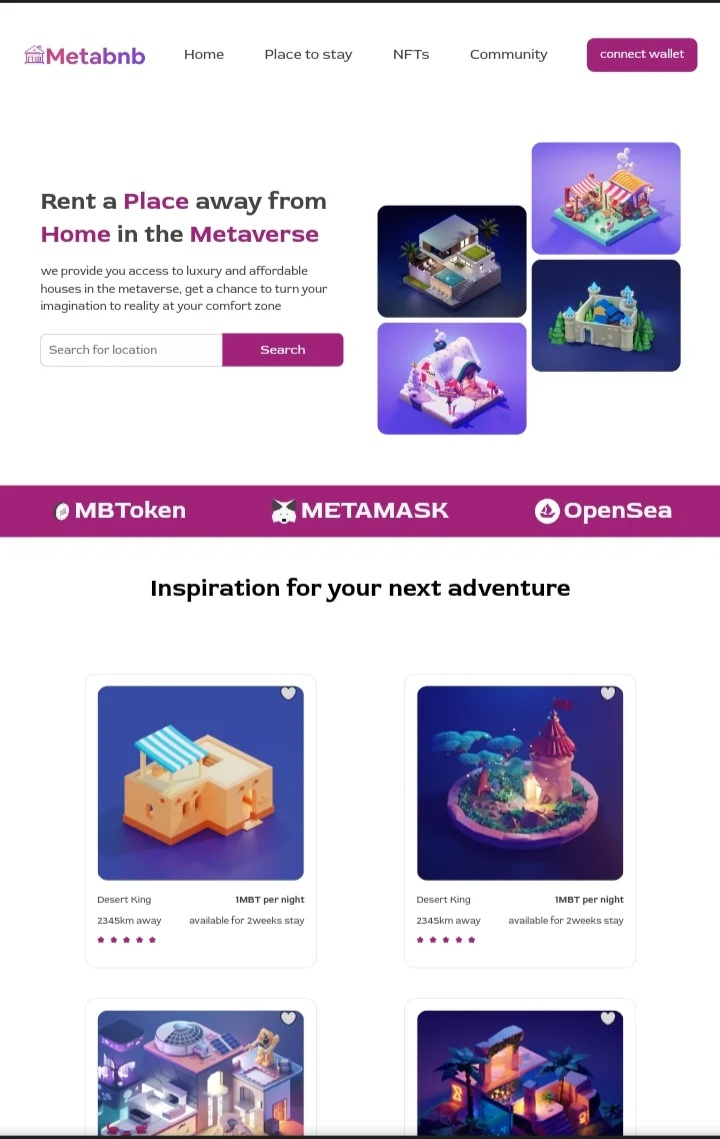 Metabnb
Home
Place to stay
NFTs
Community
connect wallet
Rent a Place away from
Home in the Metaverse
we provide you access to luxury and affordable
houses in the metaverse, get a chance to turn your
imagination to reality at your comfort zone
Search for location
Search
MBToken
METAMASK
OpenSea
Inspiration for your next adventure
Desert King
1MBT per night
2345km away
available for 2weeks stay
Desert King
1MBT per night
2345km away
available for 2weeks stay